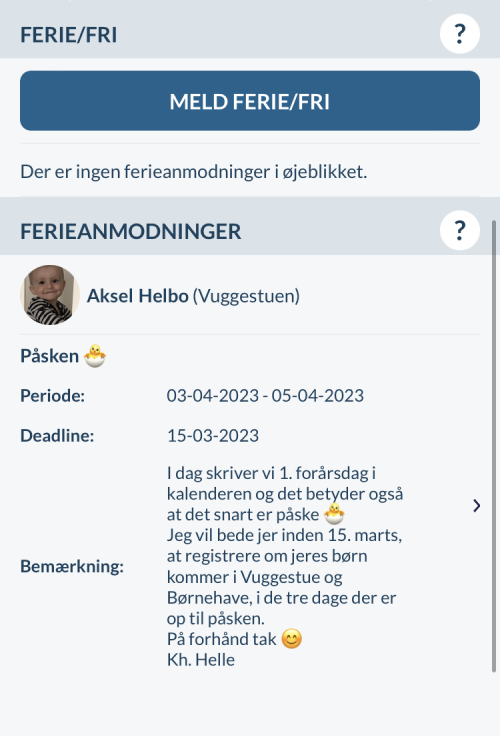 FERIE/FRI
?
MELD FERIE/FRI
Der er ingen ferieanmodninger i øjeblikket.
FERIEANMODNINGER
?
Aksel Helbo (Vuggestuen)
Påsken 🐣
Periode: 03-04-2023 - 05-04-2023
Deadline: 15-03-2023
Bemærkning:
I dag skriver vi 1. forårsdag i
kalenderen og det betyder også
at det snart er påske 🐣
Jeg vil bede jer inden 15. marts,
at registrere om jeres børn
kommer i Vuggestue og
Børnehave, i de tre dage der er
op til påsken.
På forhånd tak 😊
Kh. Helle